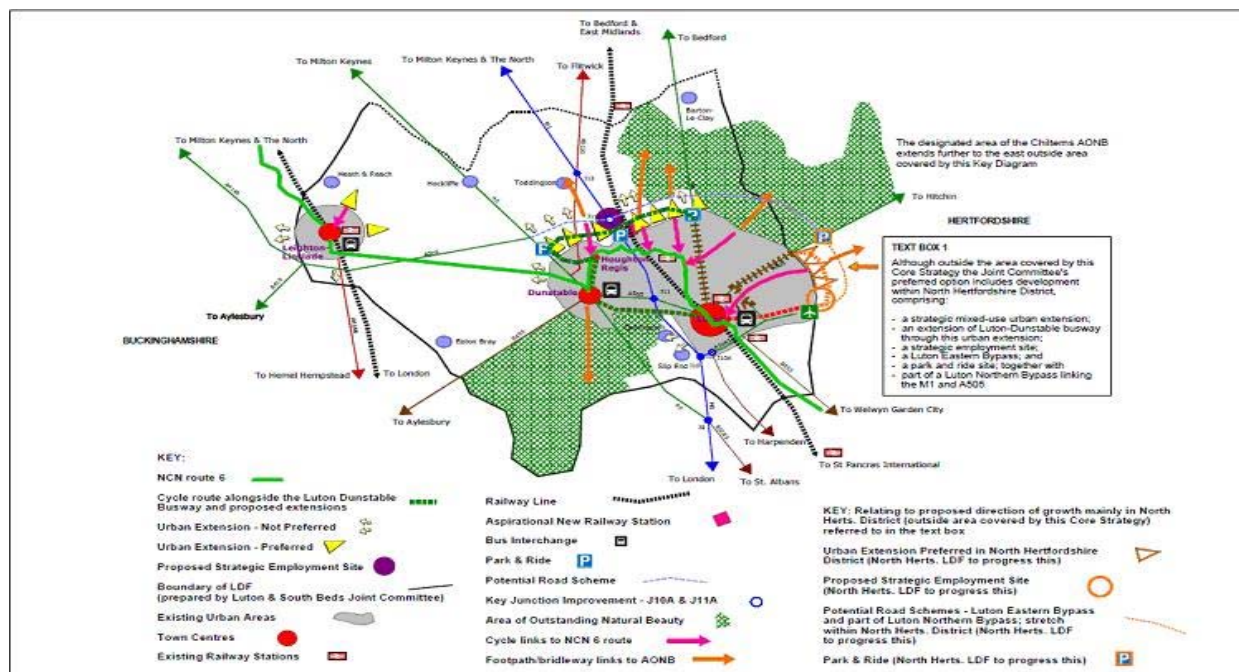 To Bedford &
East Midlands
To Bedford
To Milton Keynes
To Milton Keynes & The North
To Flitwick
Barton-
Le-Clay
The designated area of the Chilterns AONB
extends further to the east outside area
covered by this Key Diagram
To Milton Keynes & The North
Heath & Reach
Hockliffe
Toddington
To Hitchin
HERTFORDSHIRE
TEXT BOX 1
Although outside the area covered by this
Core Strategy the Joint Committee's
preferred option includes development
within North Hertfordshire District,
comprising:
- a strategic mixed-use urban extension;
- an extension of Luton-Dunstable busway
through this urban extension;
- a strategic employment site;
- a Luton Eastern Bypass; and
- a park and ride site; together with
- part of a Luton Northern Bypass linking
the M1 and A505.
Leighton
Linslade
Houghton
Regis
Dunstable
To Aylesbury
BUCKINGHAMSHIRE
Eaton Bray
Slip End
To Hemel Hempstead
To London
To Aylesbury
To Welwyn Garden City
To Harpenden
To St Pancras International
To London
To St. Albans
KEY:
NCN route 6
Cycle route alongside the Luton Dunstable
Busway and proposed extensions
Urban Extension - Not Preferred
Urban Extension - Preferred
Proposed Strategic Employment Site
Boundary of LDF
(prepared by Luton & South Beds Joint Committee)
Existing Urban Areas
Town Centres
Existing Railway Stations
Railway Line
Aspirational New Railway Station
Bus Interchange
Park & Ride
P
Potential Road Scheme
Key Junction Improvement - J10A & J11A
Area of Outstanding Natural Beauty
Cycle links to NCN 6 route
Footpath/bridleway links to AONB
KEY: Relating to proposed direction of growth mainly in North
Herts. District (outside area covered by this Core Strategy)
referred to in the text box
Urban Extension Preferred in North Hertfordshire
District (North Herts. LDF to progress this)
Proposed Strategic Employment Site
(North Herts. LDF to progress this)
Potential Road Schemes - Luton Eastern Bypass
and part of Luton Northern Bypass; stretch
within North Herts. District (North Herts. LDF
to progress this)
Park & Ride (North Herts. LDF to progress this)
P